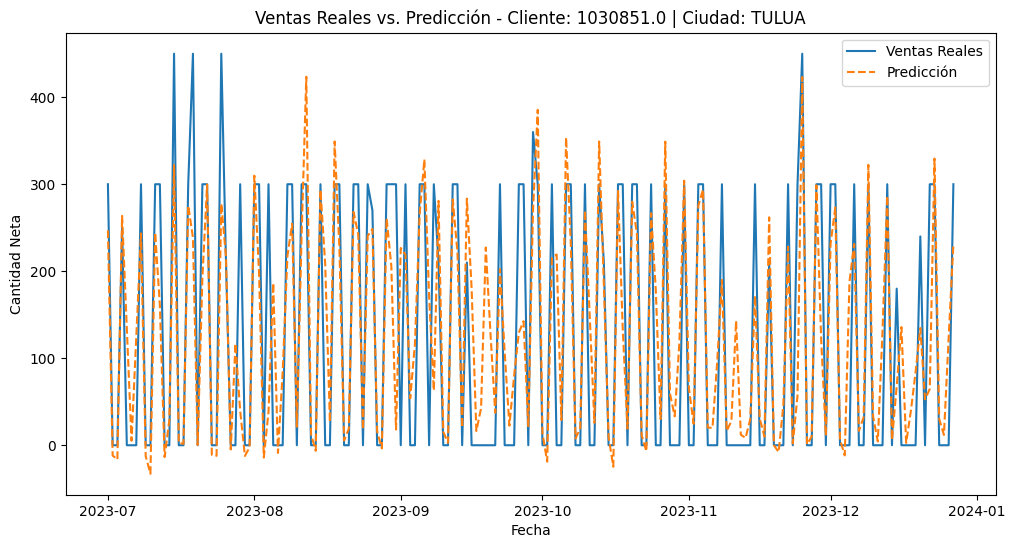 Ventas Reales vs. Predicción - Cliente: 1030851.0 | Ciudad: TULUA
Ventas Reales
Predicción
Cantidad Neta
400
300
200
100
0
2023-07
2023-08
2023-09
2023-10
2023-11
2023-12
2024-01
Fecha